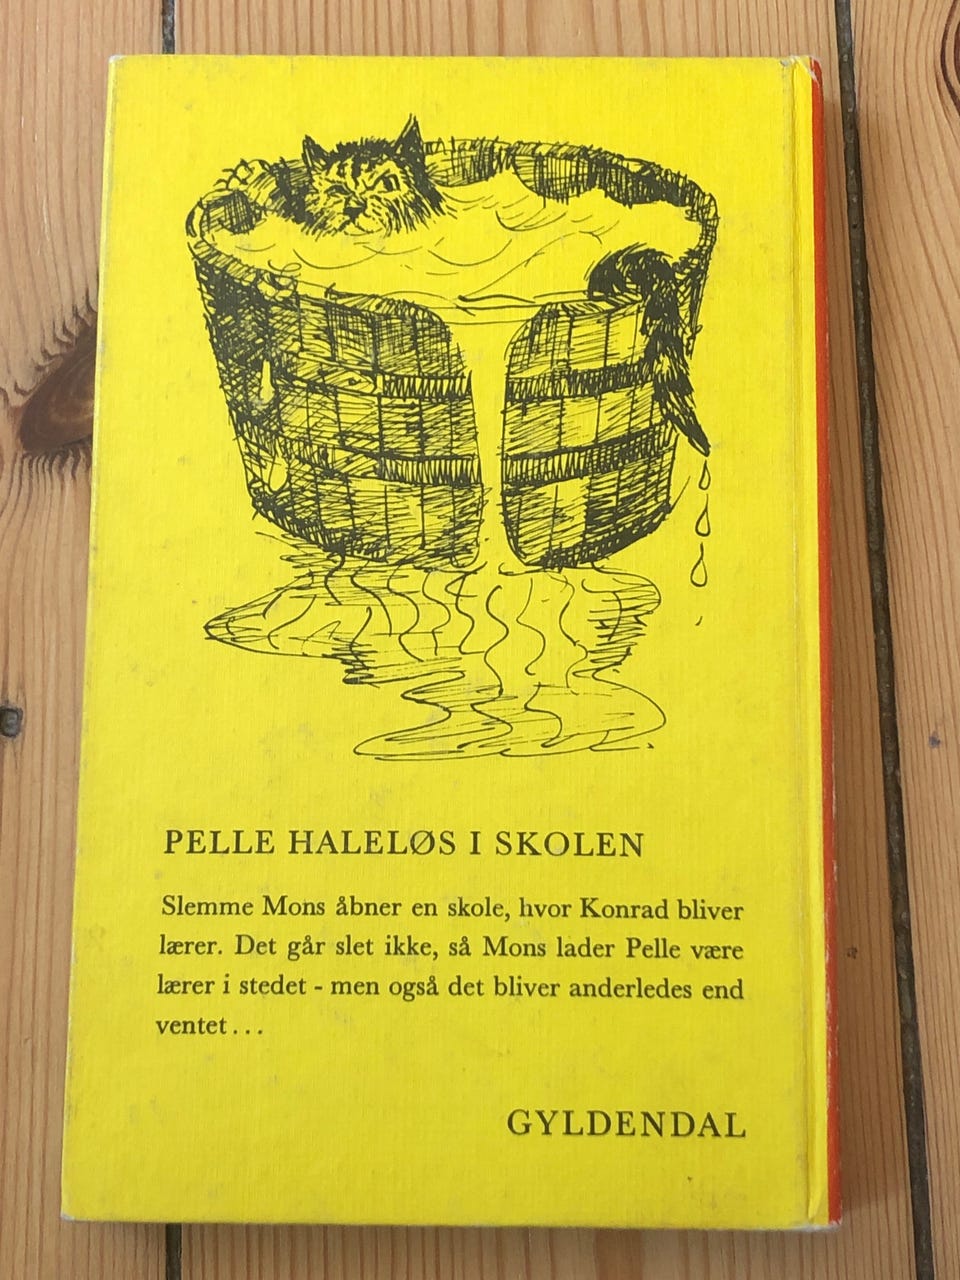 PELLE HALELØS I SKOLEN
Slemme Mons åbner en skole, hvor Konrad bliver
lærer. Det går slet ikke, så Mons lader Pelle være
lærer i stedet - men også det bliver anderledes end
ventet...
GYLDENDAL